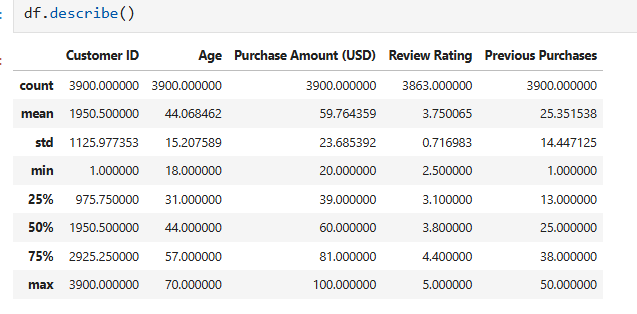 df.describe()
Customer ID Age Purchase Amount (USD) Review Rating Previous Purchases
count 3900.000000 3900.000000 3900.000000 3863.000000 3900.000000
mean 1950.500000 44.068462 59.764359 3.750065 25.351538
std 1125.977353 15.207589 23.685392 0.716983 14.447125
min 1.000000 18.000000 20.000000 2.500000 1.000000
25% 975.750000 31.000000 39.000000 3.100000 13.000000
50% 1950.500000 44.000000 60.000000 3.800000 25.000000
75% 2925.250000 57.000000 81.000000 4.400000 38.000000
max 3900.000000 70.000000 100.000000 5.000000 50.000000